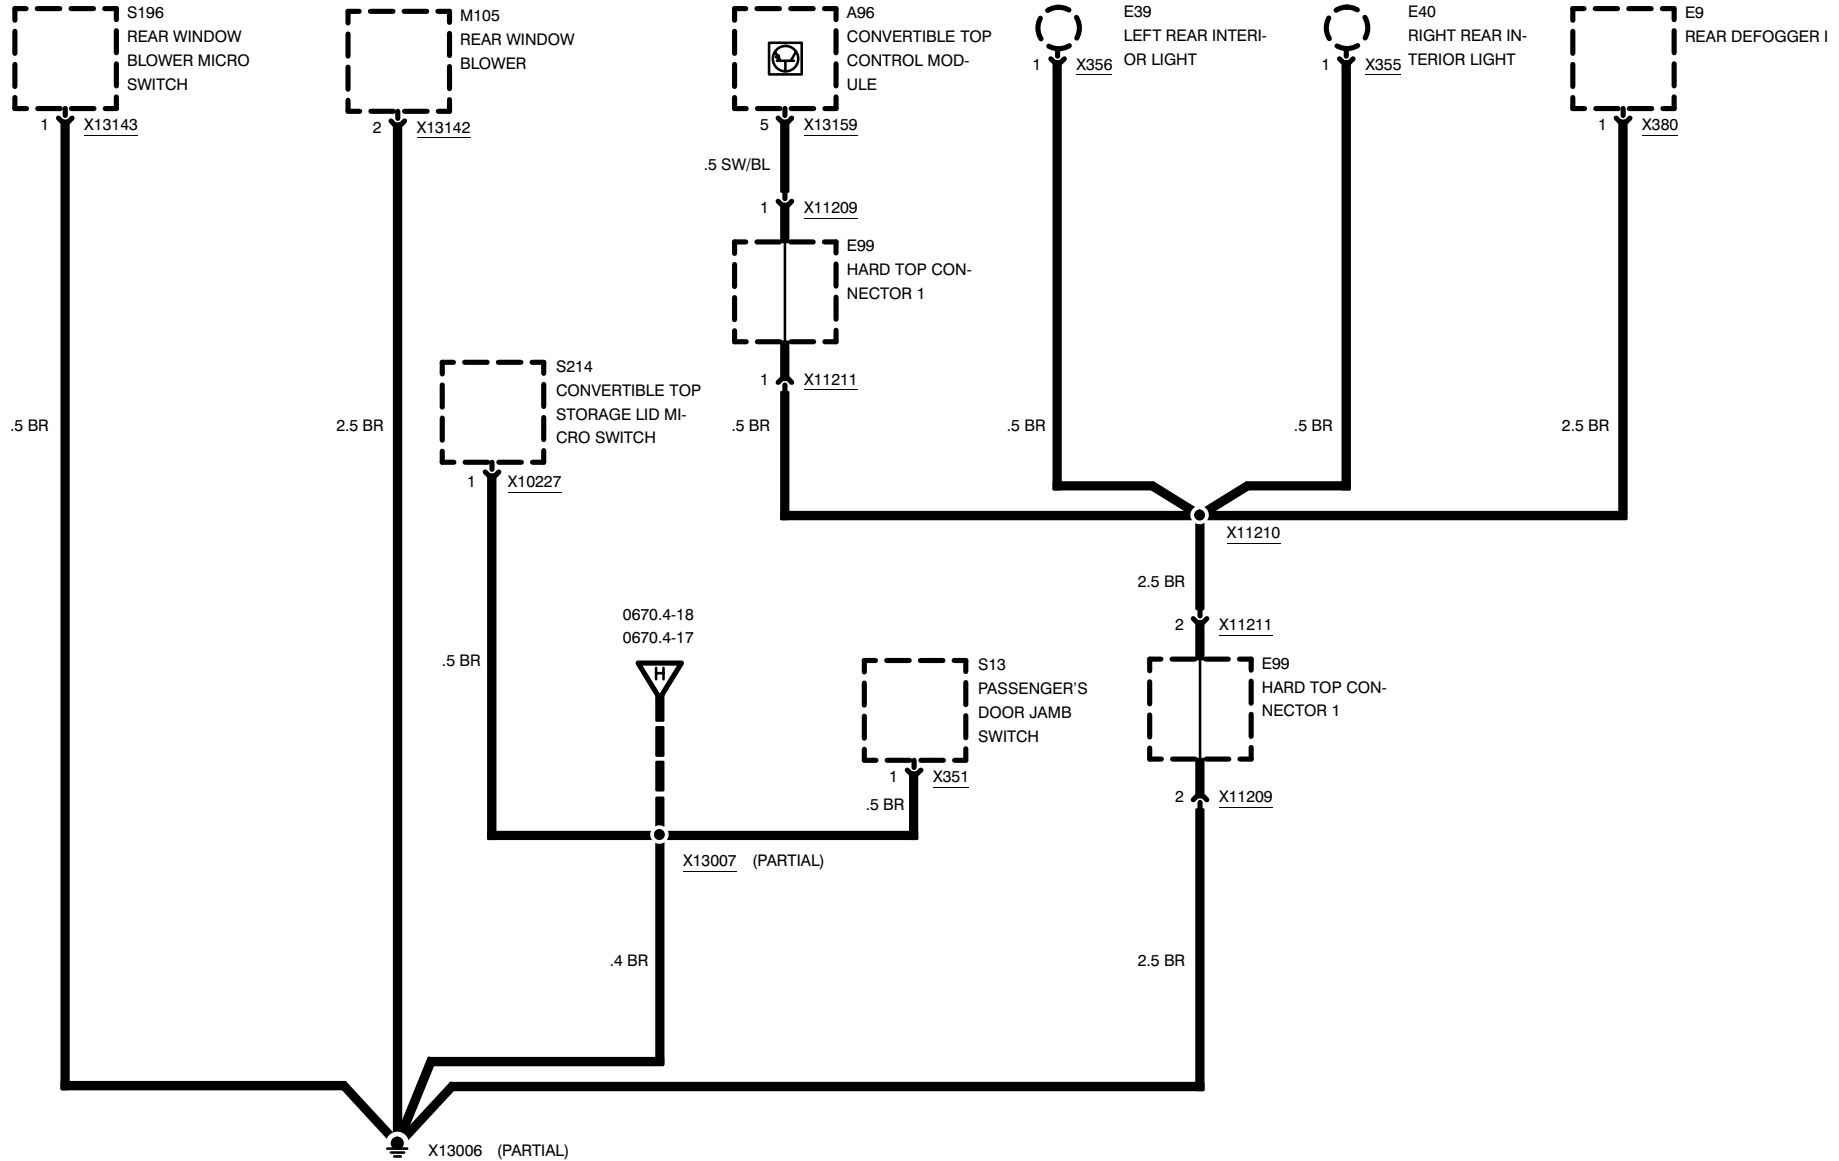 S196
REAR WINDOW
BLOWER MICRO
SWITCH
1
X13143
M105
REAR WINDOW
BLOWER
2
X13142
A96
CONVERTIBLE TOP
CONTROL MOD-
ULE
5
X13159
.5 SW/BL
1
X11209
E99
HARD TOP CON-
NECTOR 1
1
X11211
E39
LEFT REAR INTERI-
OR LIGHT
1
X356
E40
RIGHT REAR IN-
TERIOR LIGHT
1
X355
E9
REAR DEFOGGER I
1
X380
S214
CONVERTIBLE TOP
STORAGE LID MI-
CRO SWITCH
1
X10227
.5 BR
2.5 BR
.5 BR
.5 BR
.5 BR
2.5 BR
X11210
2.5 BR
2
X11211
E99
HARD TOP CON-
NECTOR 1
2
X11209
0670.4-18
0670.4-17
H
.5 BR
S13
PASSENGER'S
DOOR JAMB
SWITCH
1
X351
.5 BR
X13007 (PARTIAL)
.4 BR
2.5 BR
X13006 (PARTIAL)